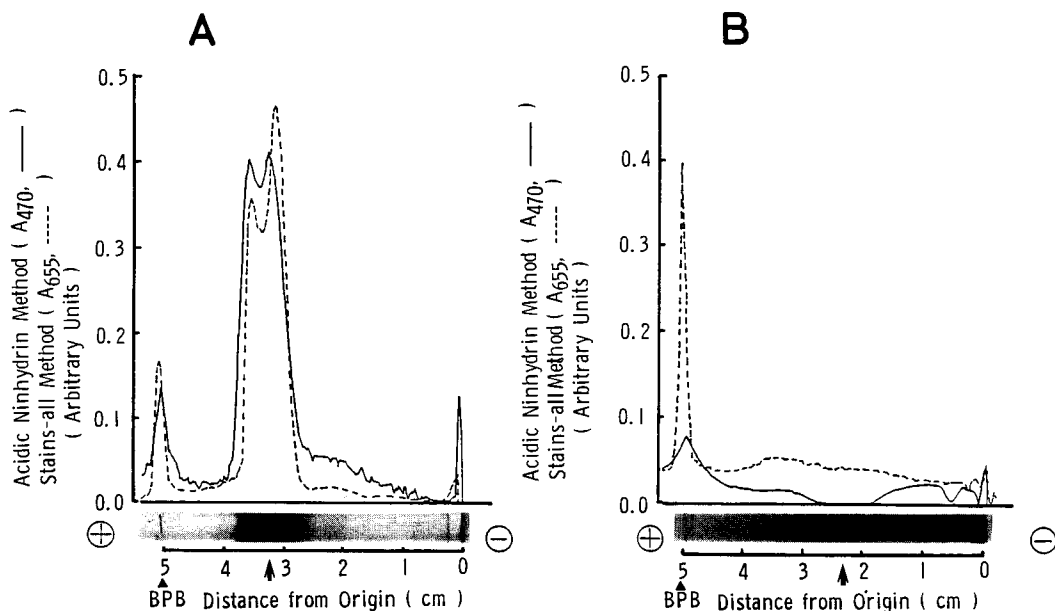 A
Acidic Ninhydrin Method ( A470, —— )
Stains-all Method ( A655, ---- )
( Arbitrary Units )
0.5
0.4
0.3
0.2
0.1
0.0
⊕
⊖
5 4 3 2 1 0
BPB Distance from Origin ( cm )
B
Acidic Ninhydrin Method ( A470, —— )
Stains-all Method ( A655, ---- )
( Arbitrary Units )
0.5
0.4
0.3
0.2
0.1
0.0
⊕
⊖
5 4 3 2 1 0
BPB Distance from Origin ( cm )